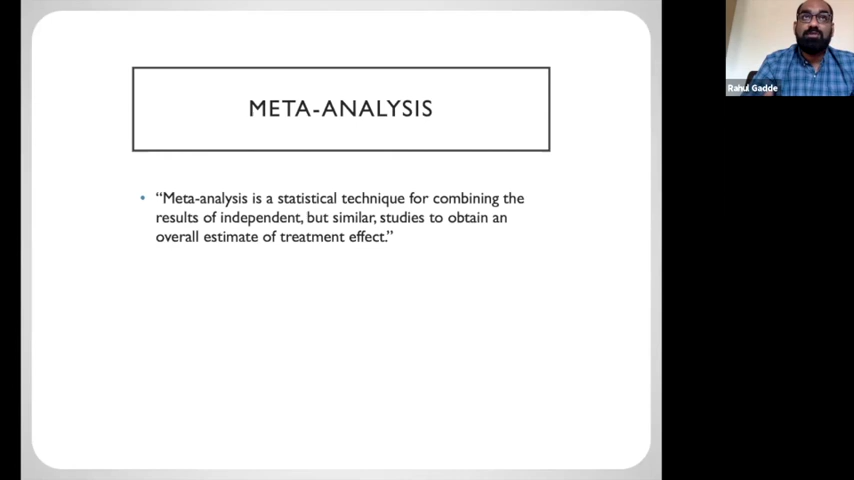 META-ANALYSIS
• “Meta-analysis is a statistical technique for combining the
results of independent, but similar, studies to obtain an
overall estimate of treatment effect.”
Rahul Gadde